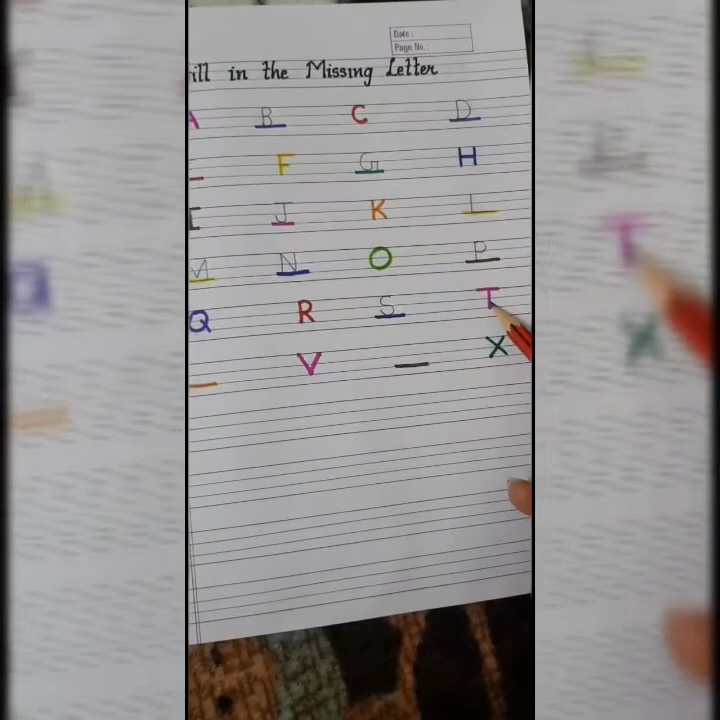 Date :
Page No. :
ill in the Missing Letter
A B C D
F G H
I J K L
M N O P
Q R S T
V X